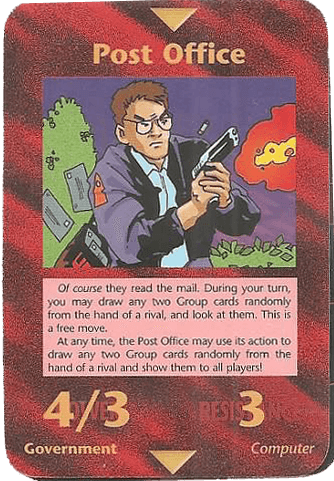 Post Office
Of course they read the mail. During your turn,
you may draw any two Group cards randomly
from the hand of a rival, and look at them. This is
a free move.
At any time, the Post Office may use its action to
draw any two Group cards randomly from the
hand of a rival and show them to all players!
POWER
4/3
RESISTANCE
3
Government
Computer